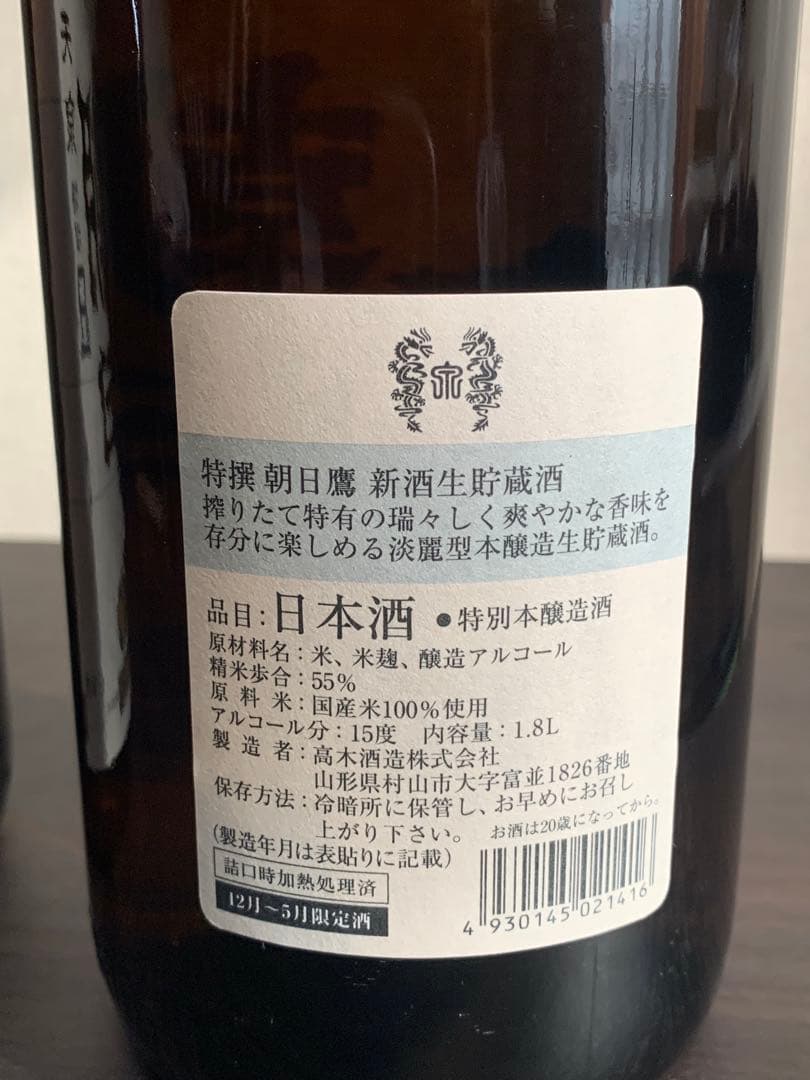 特撰 朝日鷹 新酒生貯蔵酒
搾りたて特有の瑞々しく爽やかな香味を
存分に楽しめる淡麗型本醸造生貯蔵酒。
品目：日本酒 ●特別本醸造酒
原材料名：米、米麹、醸造アルコール
精米歩合：55％
原料米：国産米100％使用
アルコール分：15度 内容量：1.8L
製造者：高木酒造株式会社
山形県村山市大字富並1826番地
保存方法：冷暗所に保管し、お早めにお召し
上がり下さい。 お酒は20歳になってから。
(製造年月は表貼りに記載)
詰口時加熱処理済
12月～5月限定酒
4 930145 021416